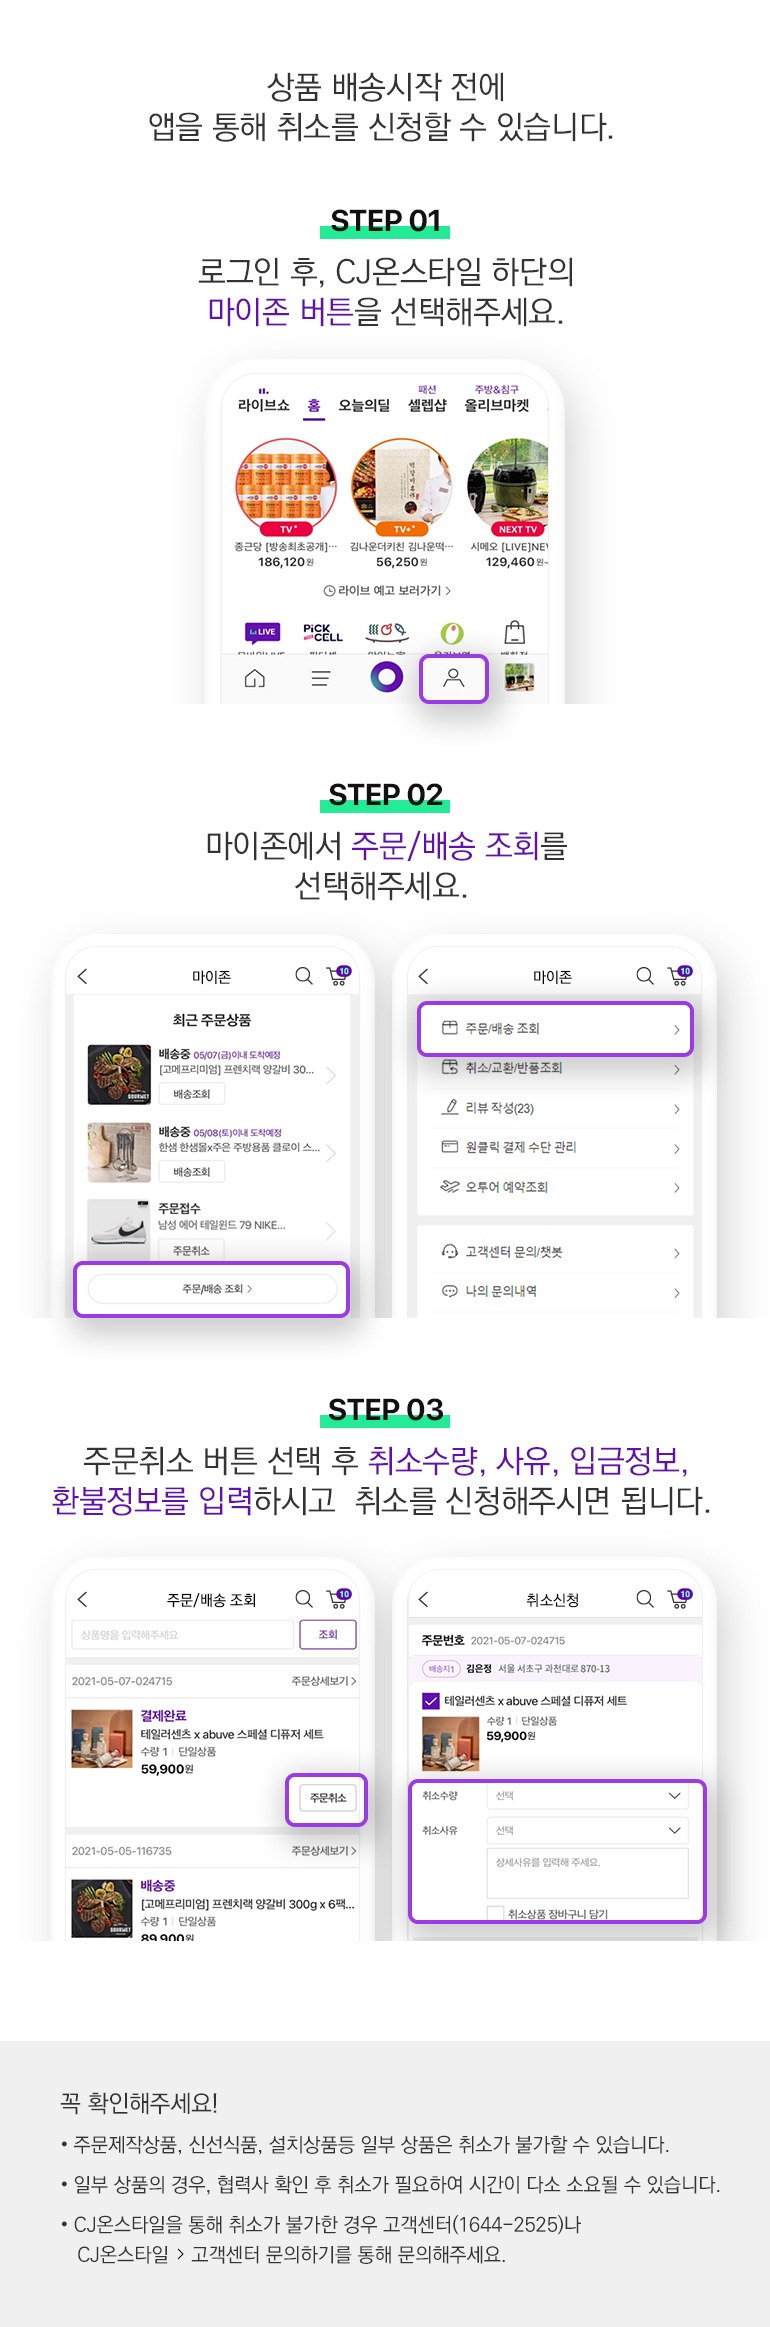 상품 배송시작 전에
앱을 통해 취소를 신청할 수 있습니다.
STEP 01
로그인 후, CJ온스타일 하단의
마이존 버튼을 선택해주세요.
패션 주방&침구
라이브쇼 홈 오늘의딜 셀렙샵 올리브마켓
TV TV+ NEXT TV
종근당 [방송최초공개]… 김나운더키친 김나운떡… 시메오 [LIVE]NE
186,120원 56,250원 129,460원~
라이브 예고 보러가기 >
LIVE PiCK CELL
STEP 02
마이존에서 주문/배송 조회를
선택해주세요.
마이존 10
최근 주문상품
배송중 05/07(금)이내 도착예정
[고메프리미엄] 프렌치랙 양갈비 30...
GOURMET
배송조회
배송중 05/08(토)이내 도착예정
한샘 한샘몰x주은 주방용품 클로이 스...
배송조회
주문접수
남성 에어 테일윈드 79 NIKE...
주문취소
주문/배송 조회 >
마이존 10
주문/배송 조회
취소/교환/반품조회
리뷰 작성(23)
원클릭 결제 수단 관리
오투어 예약조회
고객센터 문의/챗봇
나의 문의내역
STEP 03
주문취소 버튼 선택 후 취소수량, 사유, 입금정보,
환불정보를 입력하시고 취소를 신청해주시면 됩니다.
주문/배송 조회 10
상품명을 입력해주세요 조회
2021-05-07-024715 주문상세보기 >
결제완료
테일러센츠 x abuve 스페셜 디퓨저 세트
수량 1 | 단일상품
59,900원
주문취소
2021-05-05-116735 주문상세보기 >
배송중
[고메프리미엄] 프렌치랙 양갈비 300g x 6팩...
수량 1 | 단일상품
GOURMET
89,900원
취소신청 10
주문번호 2021-05-07-024715
배송지1 김은정 서울 서초구 과천대로 870-13
테일러센츠 x abuve 스페셜 디퓨저 세트
수량 1 | 단일상품
59,900원
취소수량 선택
취소사유 선택
상세사유를 입력해 주세요.
취소상품 장바구니 담기
꼭 확인해주세요!
• 주문제작상품, 신선식품, 설치상품등 일부 상품은 취소가 불가할 수 있습니다.
• 일부 상품의 경우, 협력사 확인 후 취소가 필요하여 시간이 다소 소요될 수 있습니다.
• CJ온스타일을 통해 취소가 불가한 경우 고객센터(1644-2525)나
CJ온스타일 > 고객센터 문의하기를 통해 문의해주세요.